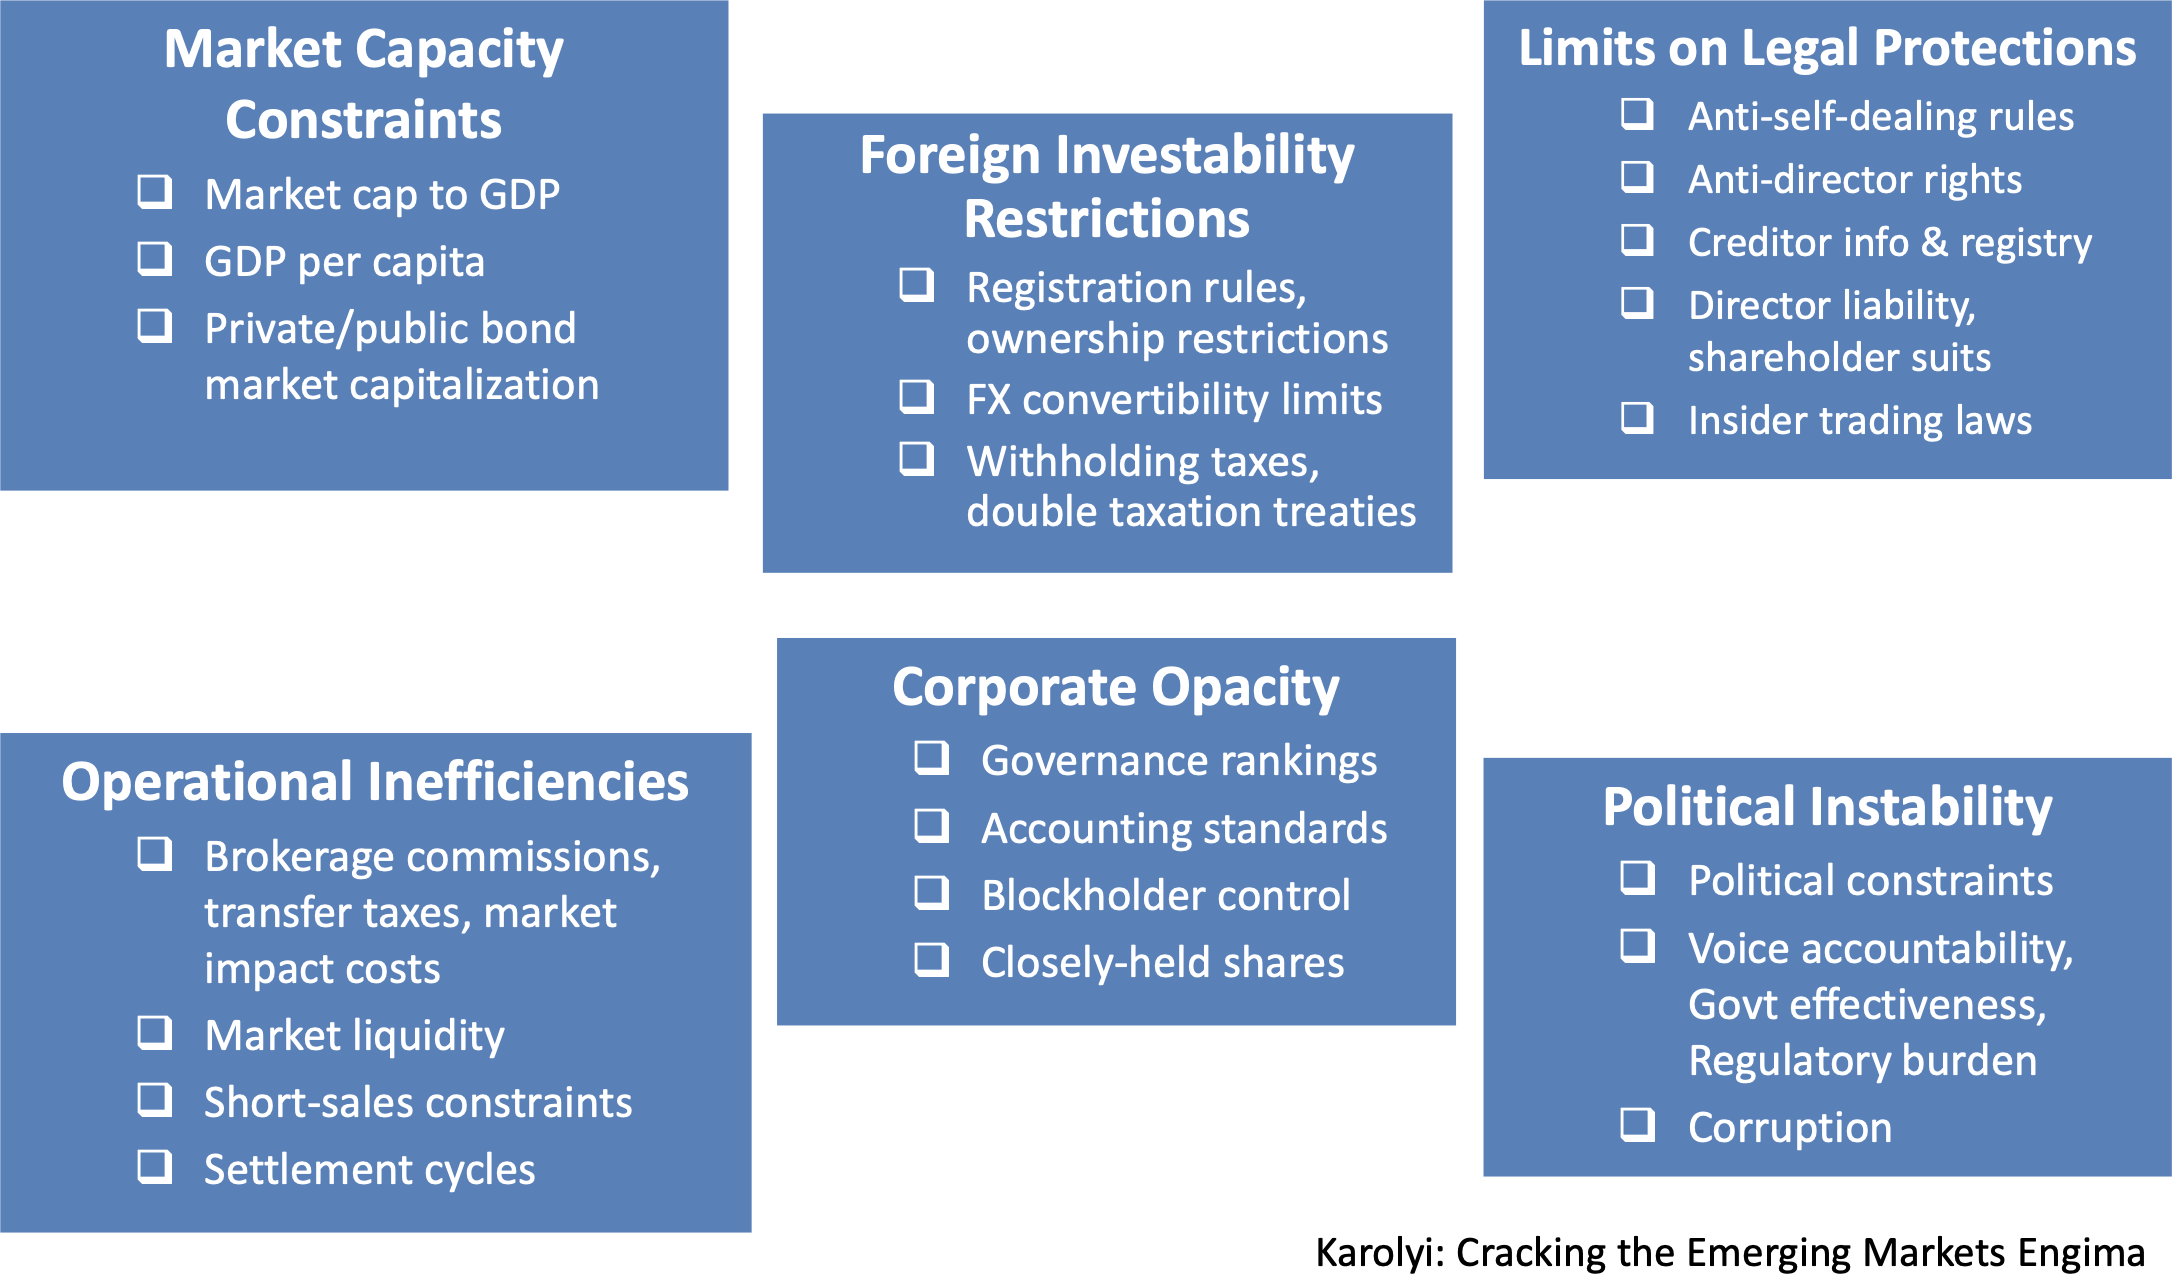 Market Capacity
Constraints
❑ Market cap to GDP
❑ GDP per capita
❑ Private/public bond
market capitalization
Foreign Investability
Restrictions
❑ Registration rules,
ownership restrictions
❑ FX convertibility limits
❑ Withholding taxes,
double taxation treaties
Limits on Legal Protections
❑ Anti-self-dealing rules
❑ Anti-director rights
❑ Creditor info & registry
❑ Director liability,
shareholder suits
❑ Insider trading laws
Operational Inefficiencies
❑ Brokerage commissions,
transfer taxes, market
impact costs
❑ Market liquidity
❑ Short-sales constraints
❑ Settlement cycles
Corporate Opacity
❑ Governance rankings
❑ Accounting standards
❑ Blockholder control
❑ Closely-held shares
Political Instability
❑ Political constraints
❑ Voice accountability,
Govt effectiveness,
Regulatory burden
❑ Corruption
Karolyi: Cracking the Emerging Markets Engima